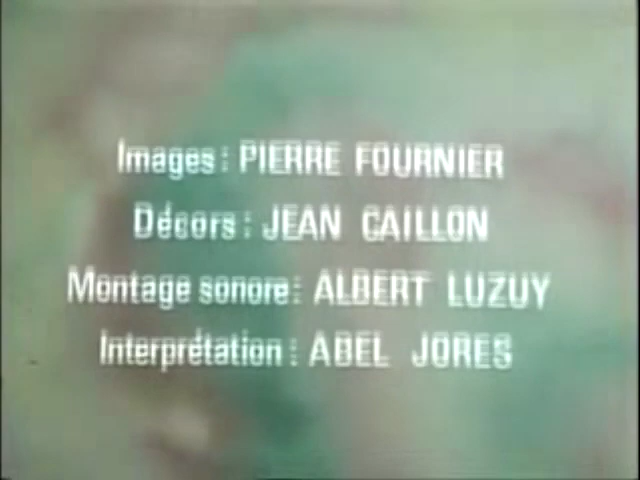 Images: PIERRE FOURNIER
Décors: JEAN CAILLON
Montage sonore: ALBERT LUZUY
Interprétation: ABEL JORES